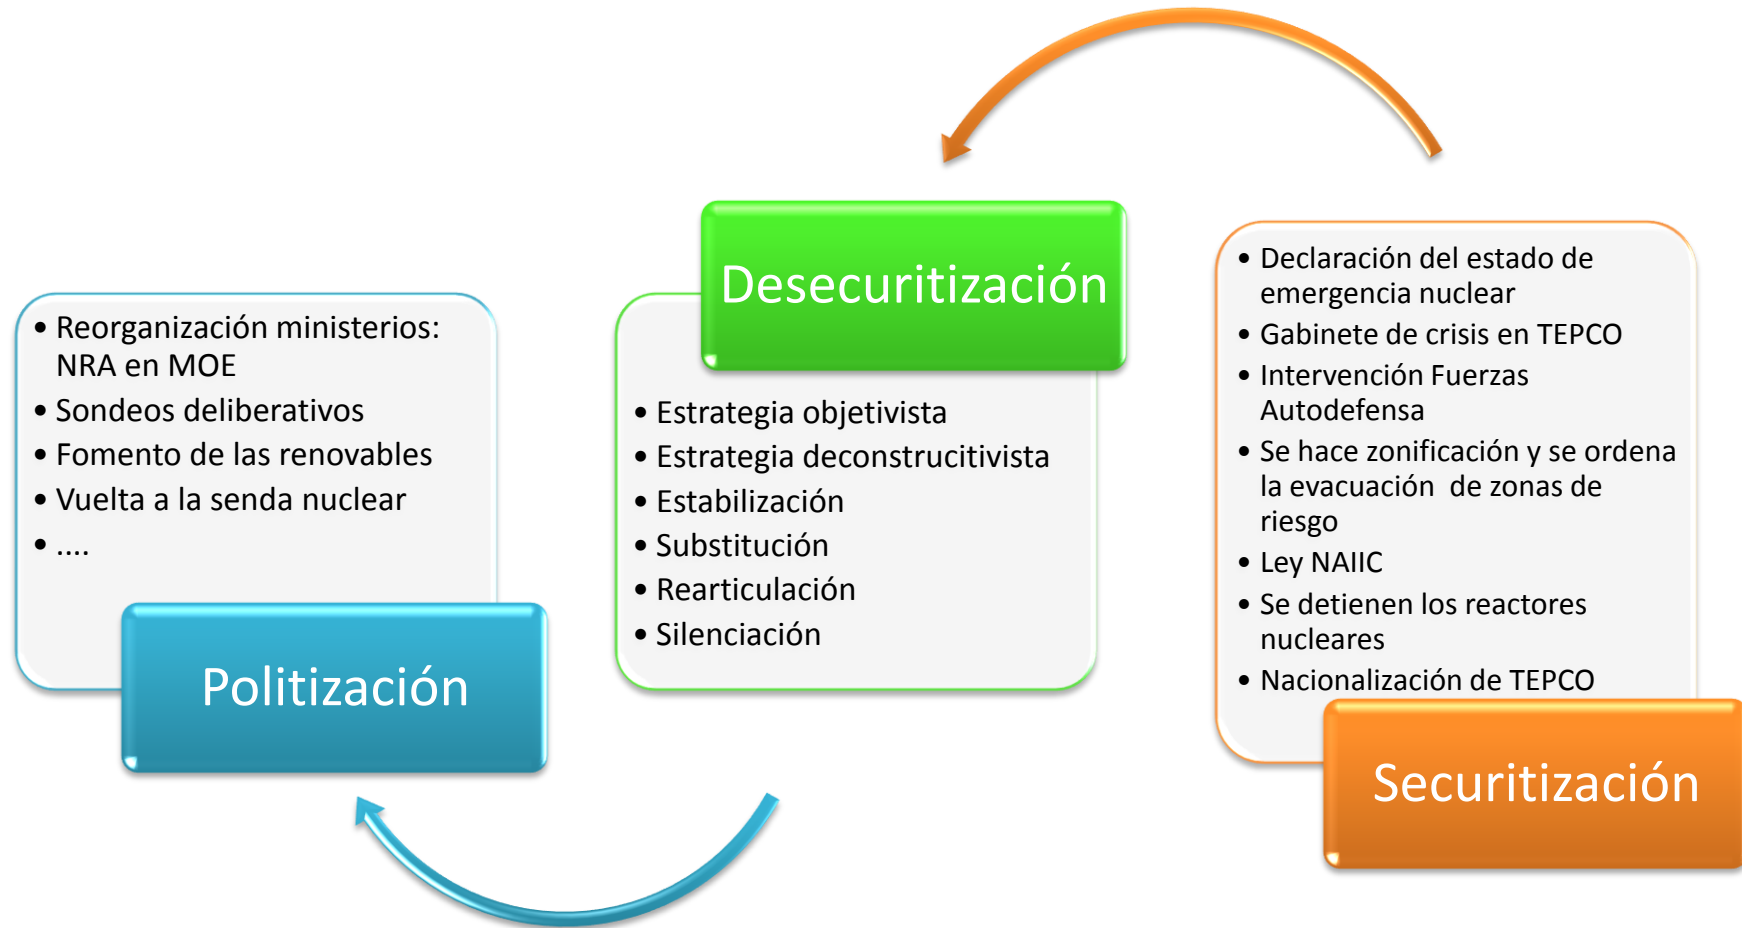 • Reorganización ministerios:
NRA en MOE
• Sondeos deliberativos
• Fomento de las renovables
• Vuelta a la senda nuclear
• ....
Politización
Desecuritización
• Estrategia objetivista
• Estrategia deconstrucitivista
• Estabilización
• Substitución
• Rearticulación
• Silenciación
• Declaración del estado de
emergencia nuclear
• Gabinete de crisis en TEPCO
• Intervención Fuerzas
Autodefensa
• Se hace zonificación y se ordena
la evacuación de zonas de
riesgo
• Ley NAIIC
• Se detienen los reactores
nucleares
• Nacionalización de TEPCO
Securitización